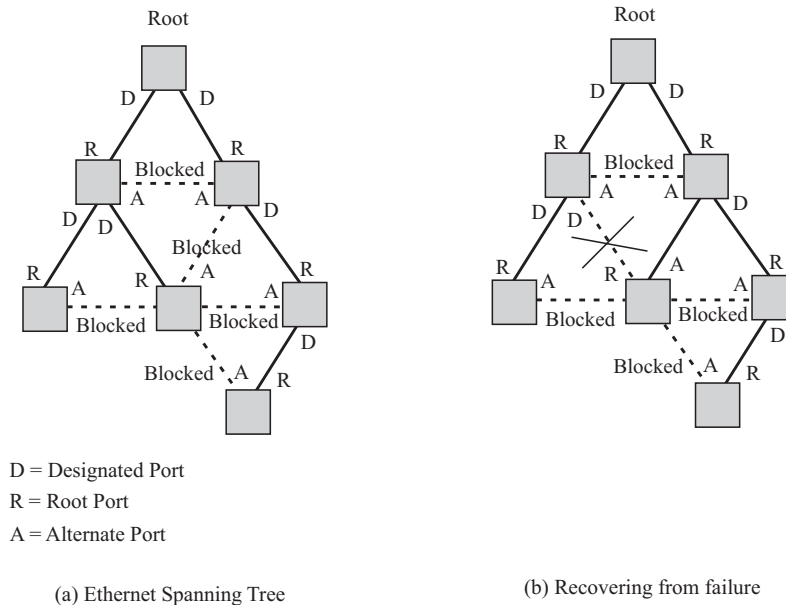 Root
D D
R R
Blocked
A A
D D D
Blocked
A
R R R
A A
Blocked Blocked
D
Blocked A R
D = Designated Port
R = Root Port
A = Alternate Port
(a) Ethernet Spanning Tree
Root
D D
R R
Blocked
A A
D D D
R A R
R A A
Blocked Blocked
D
Blocked A R
(b) Recovering from failure